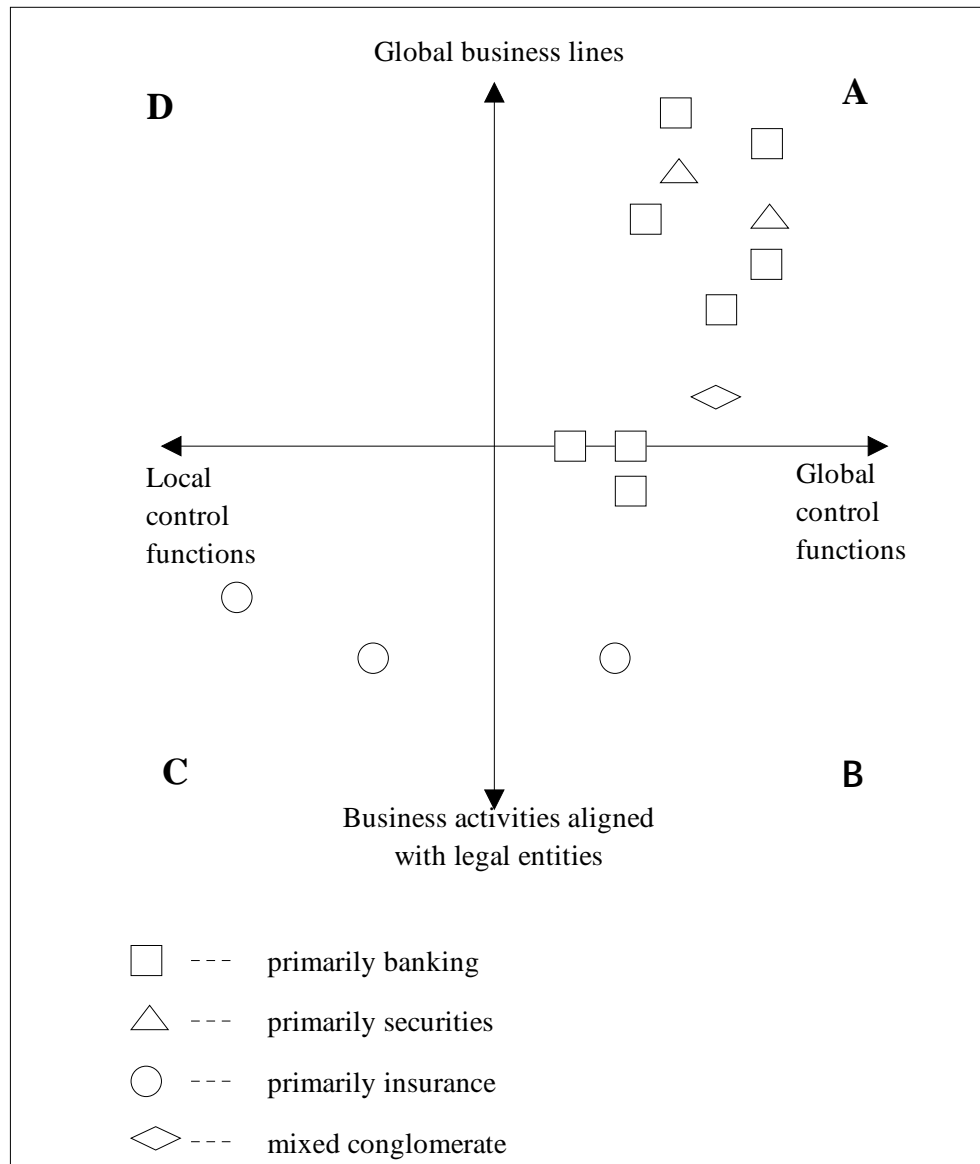 Global business lines
D
A
Local
control
functions
Global
control
functions
C
B
Business activities aligned
with legal entities
--- primarily banking
--- primarily securities
--- primarily insurance
--- mixed conglomerate